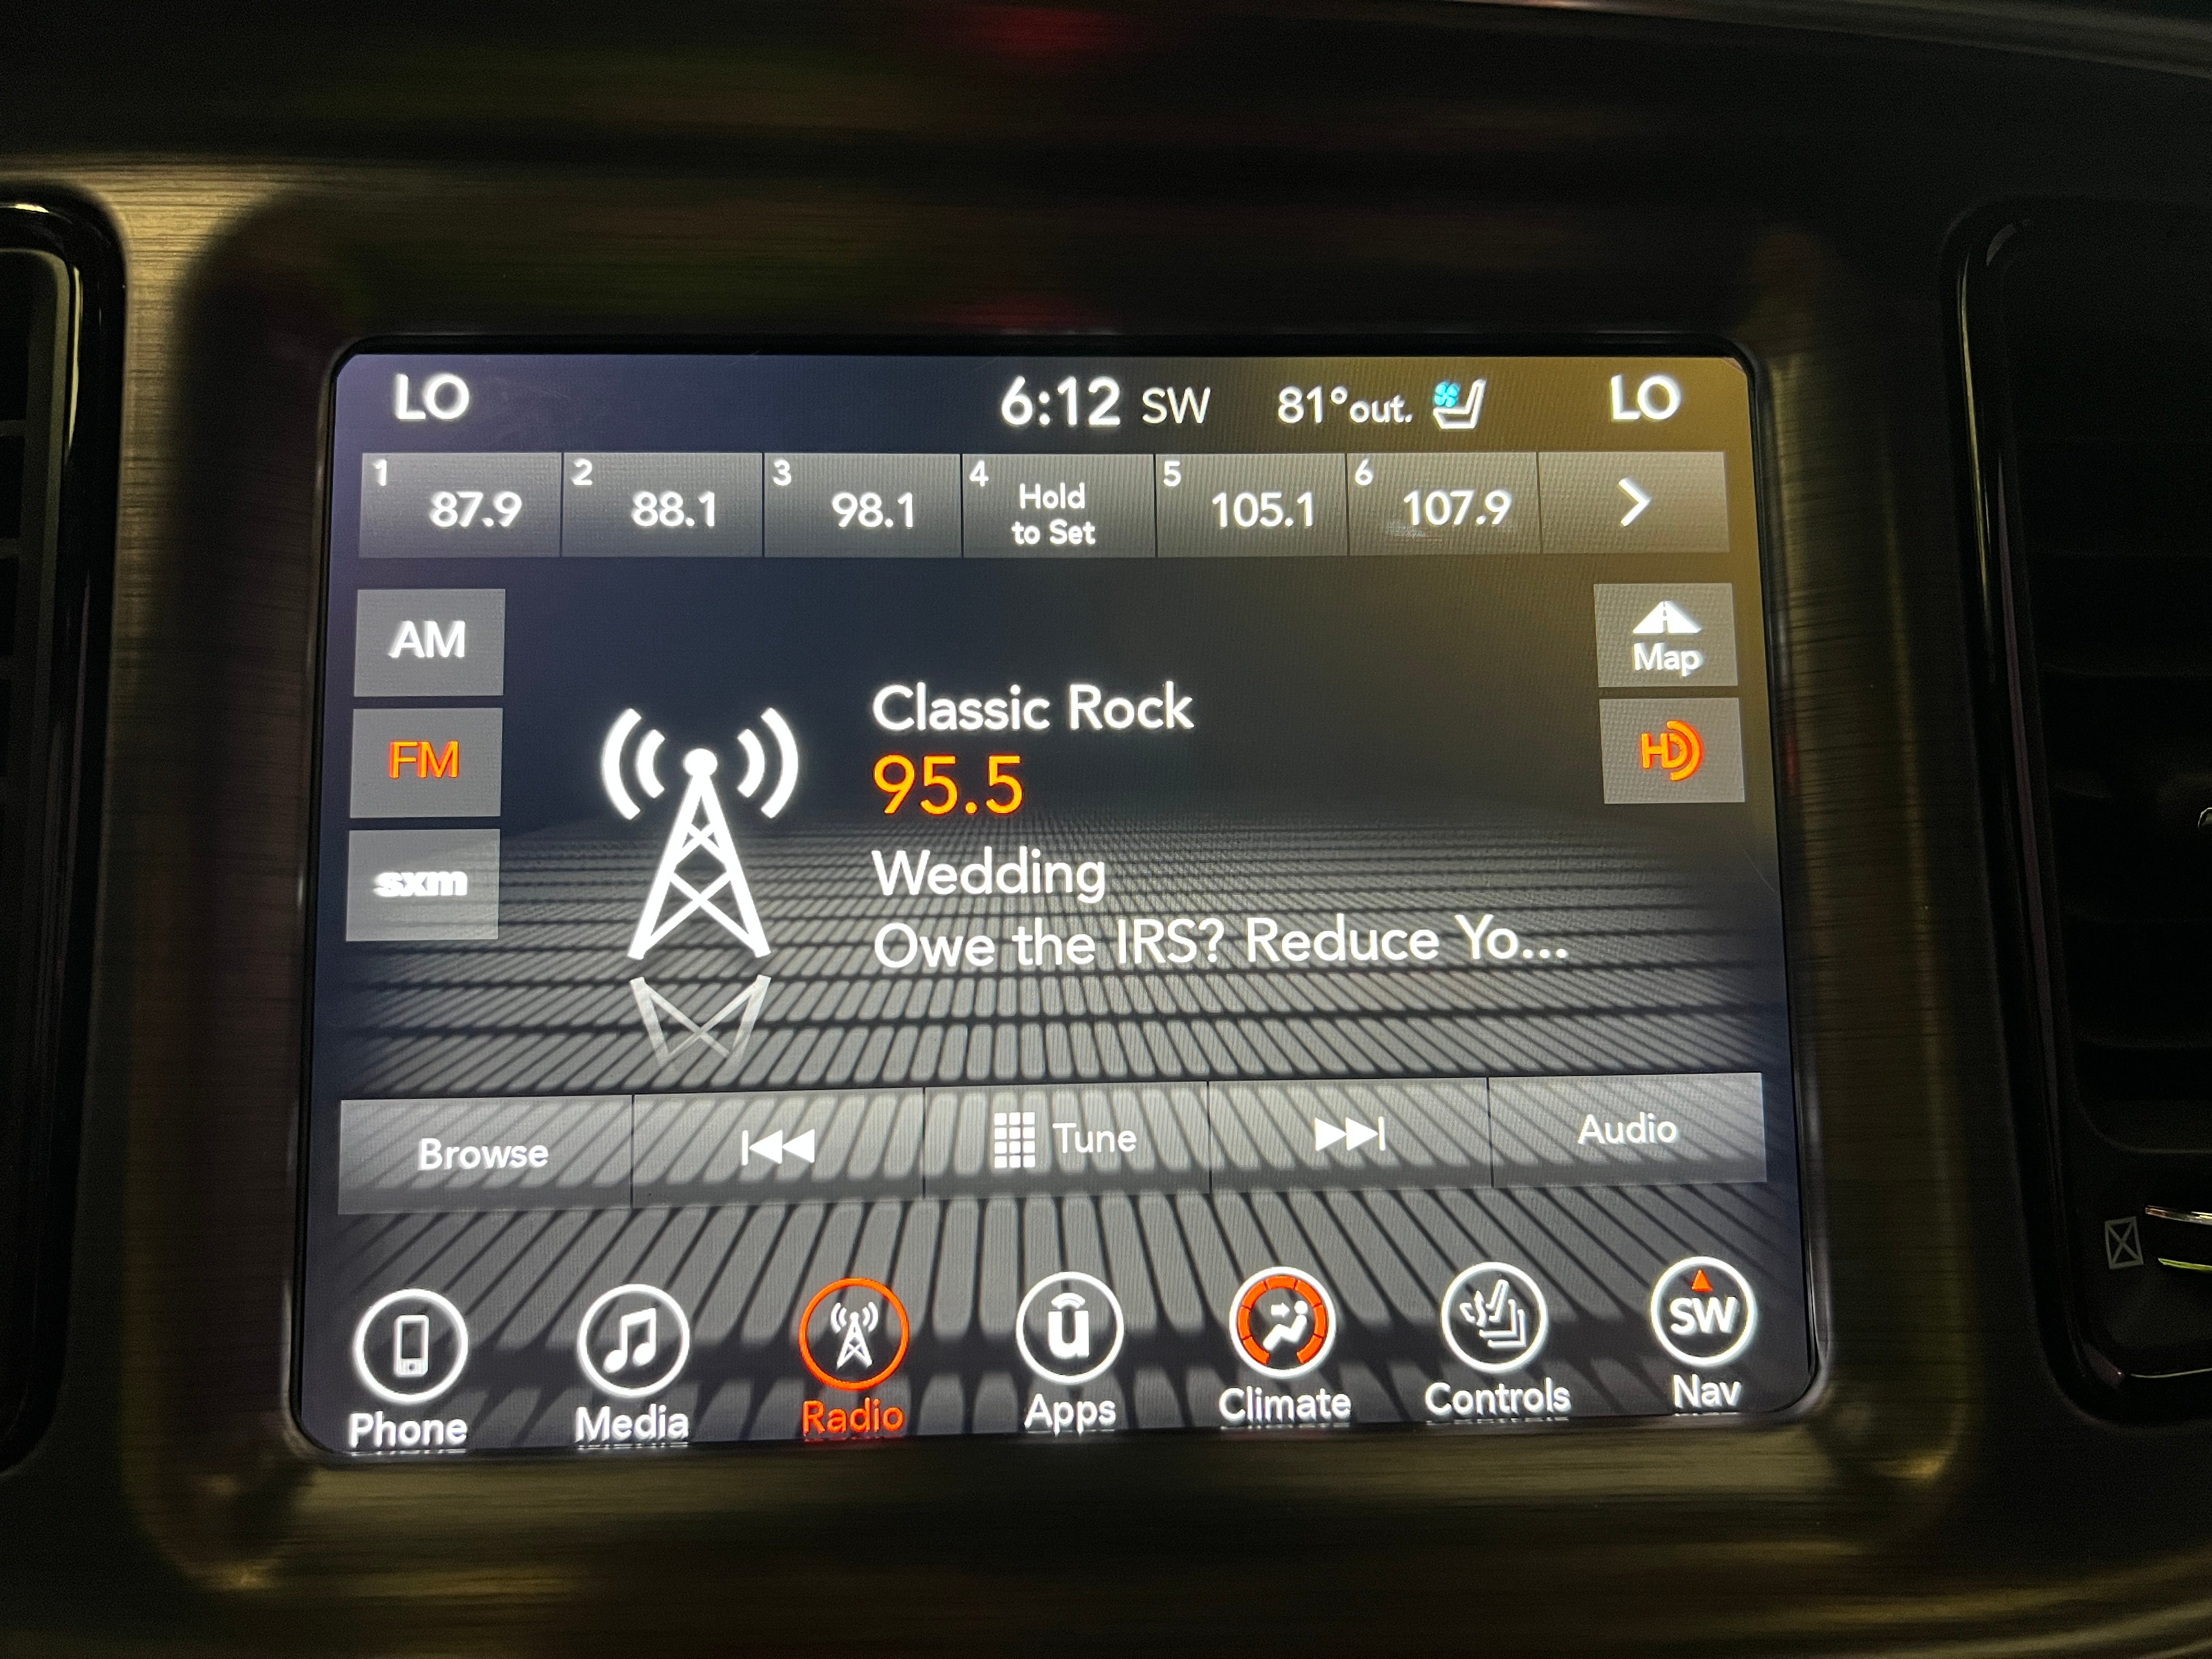 LO 6:12 SW 81°out. LO
1 87.9 2 88.1 3 98.1 4 Hold to Set 5 105.1 6 107.9
AM
Map
Classic Rock
FM
95.5
HD
sxm
Wedding
Owe the IRS? Reduce Yo...
Browse Tune Audio
u SW
Phone Media Radio Apps Climate Controls Nav